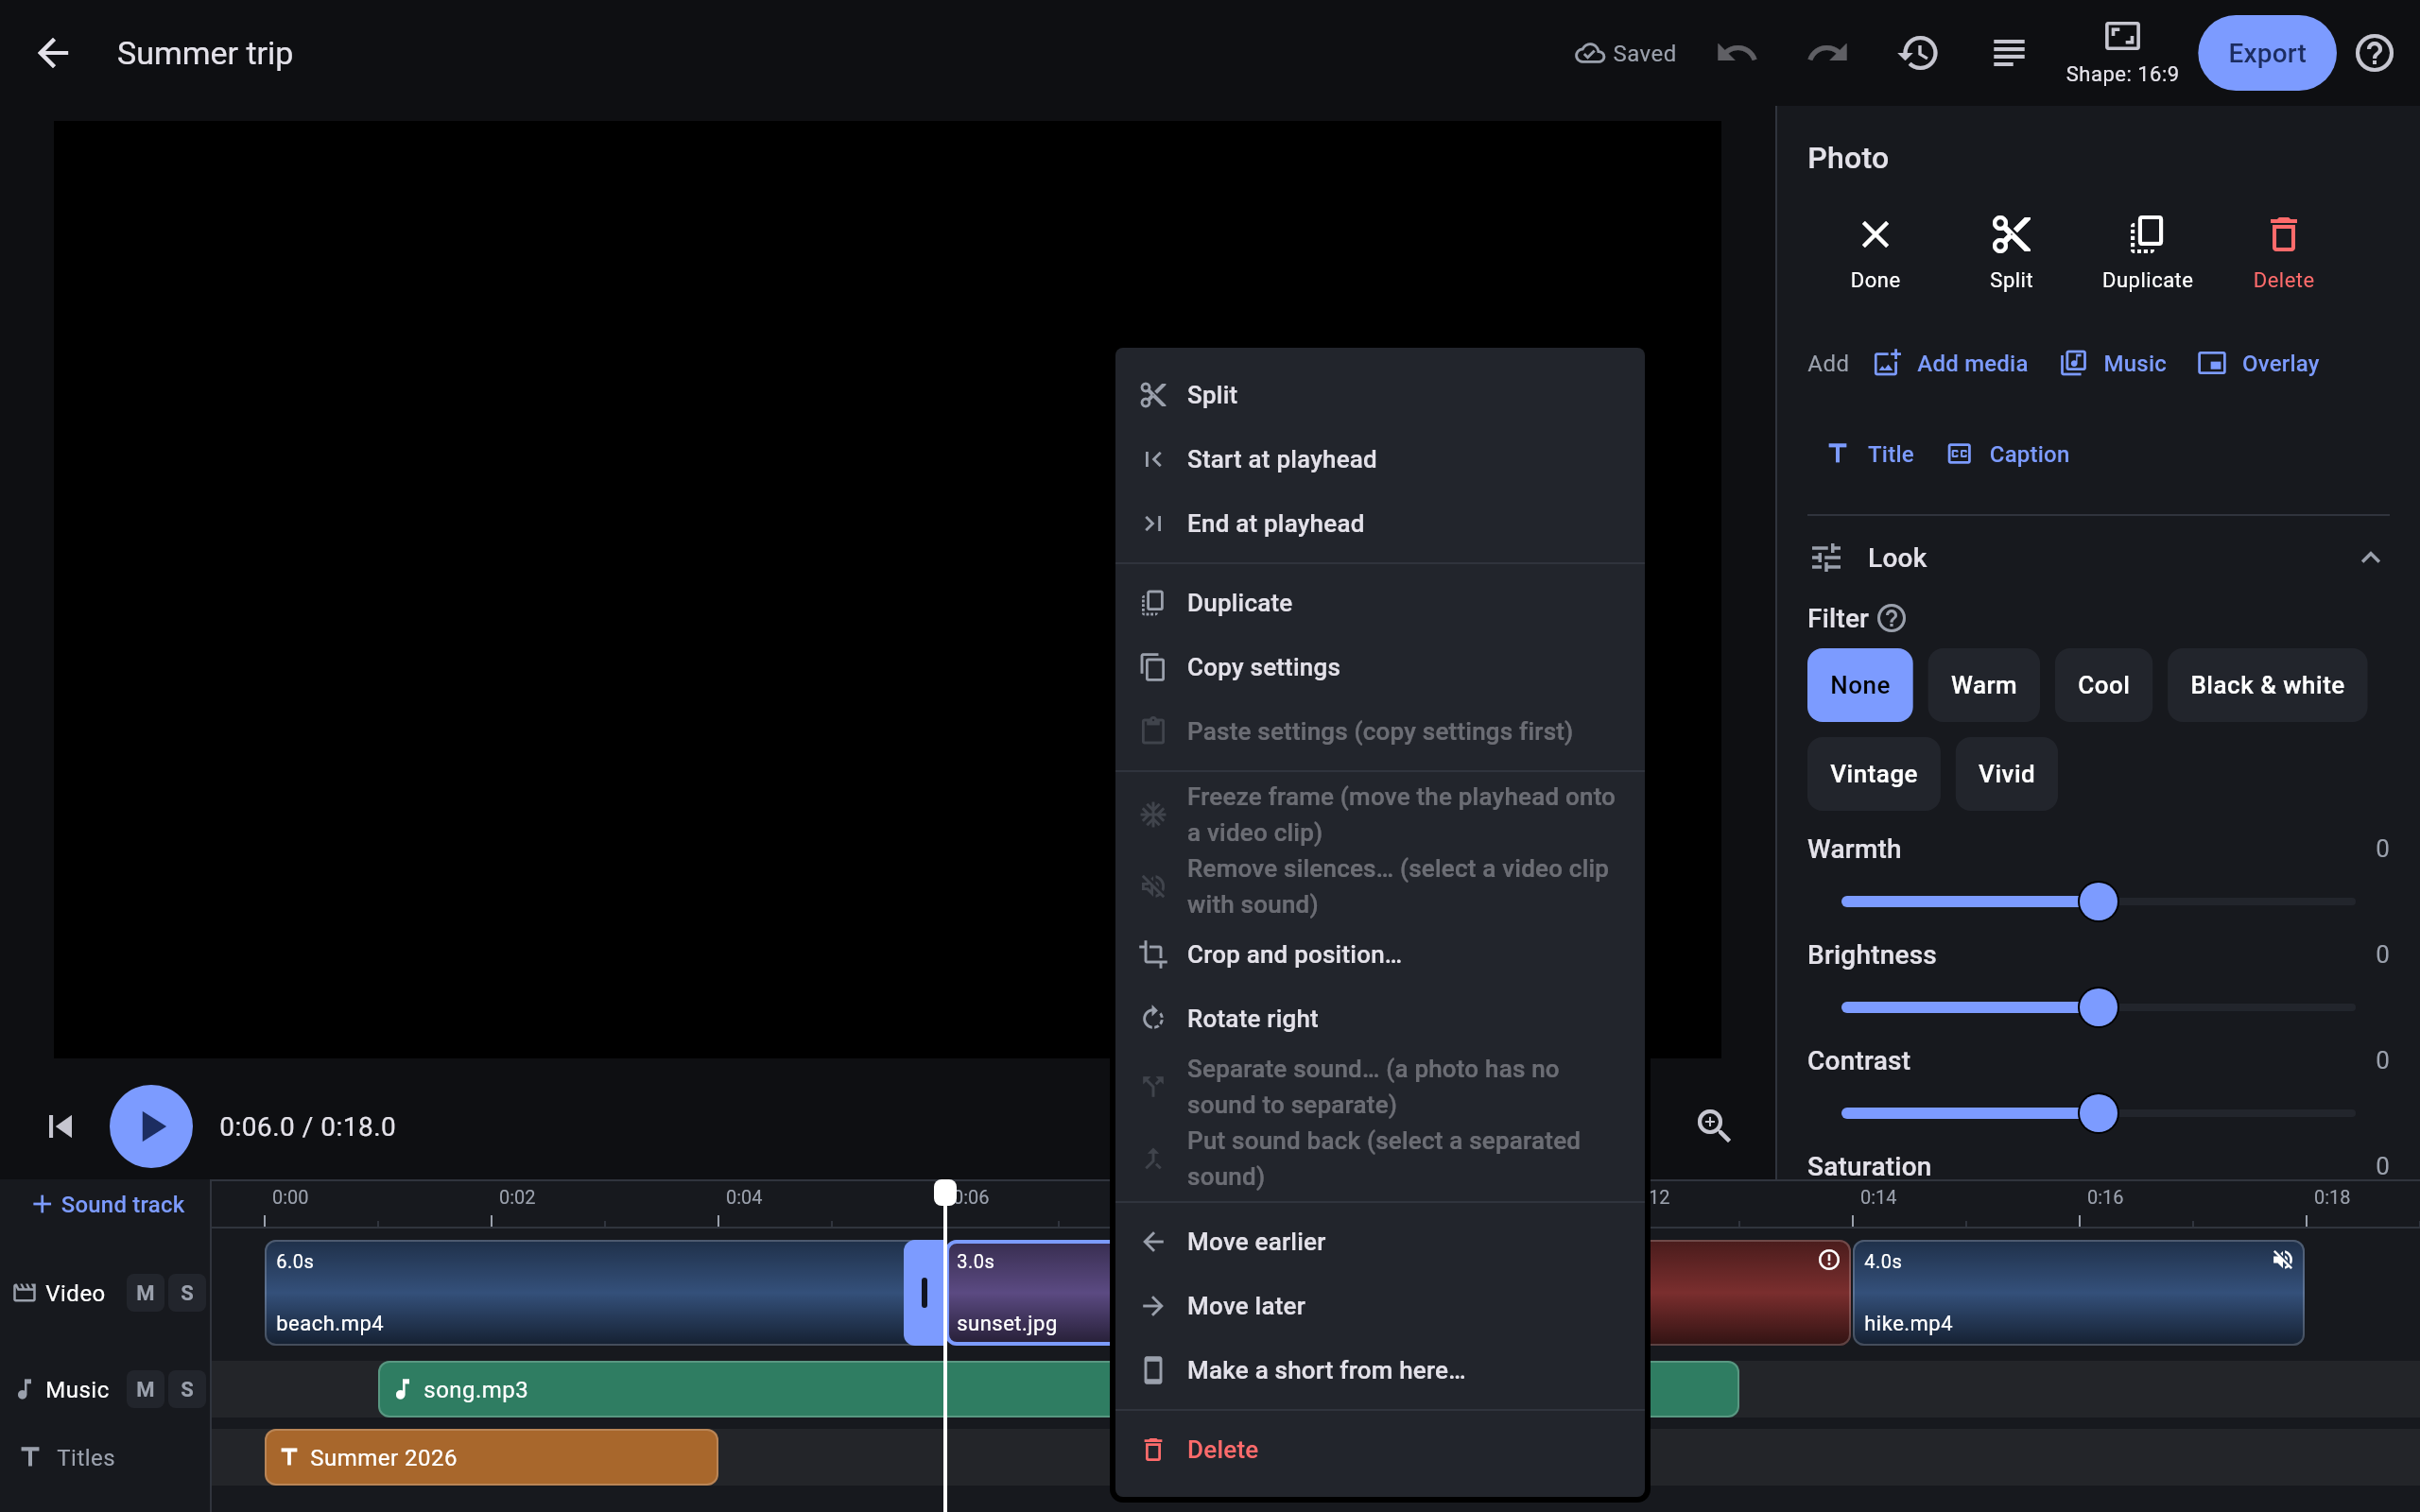 Summer trip
Saved
Shape: 16:9
Export
Photo
Done
Split
Duplicate
Delete
Add
Add media
Music
Overlay
Title
Caption
Look
Filter
None
Warm
Cool
Black & white
Vintage
Vivid
Warmth 0
Brightness 0
Contrast 0
Saturation 0
Split
Start at playhead
End at playhead
Duplicate
Copy settings
Paste settings (copy settings first)
Freeze frame (move the playhead onto
a video clip)
Remove silences… (select a video clip
with sound)
Crop and position…
Rotate right
Separate sound… (a photo has no
sound to separate)
Put sound back (select a separated
sound)
Move earlier
Move later
Make a short from here…
Delete
0:06.0 / 0:18.0
+ Sound track
0:00 0:02 0:04 0:06 12 0:14 0:16 0:18
Video M S
6.0s
beach.mp4
3.0s
sunset.jpg
4.0s
hike.mp4
Music M S
song.mp3
Titles
Summer 2026